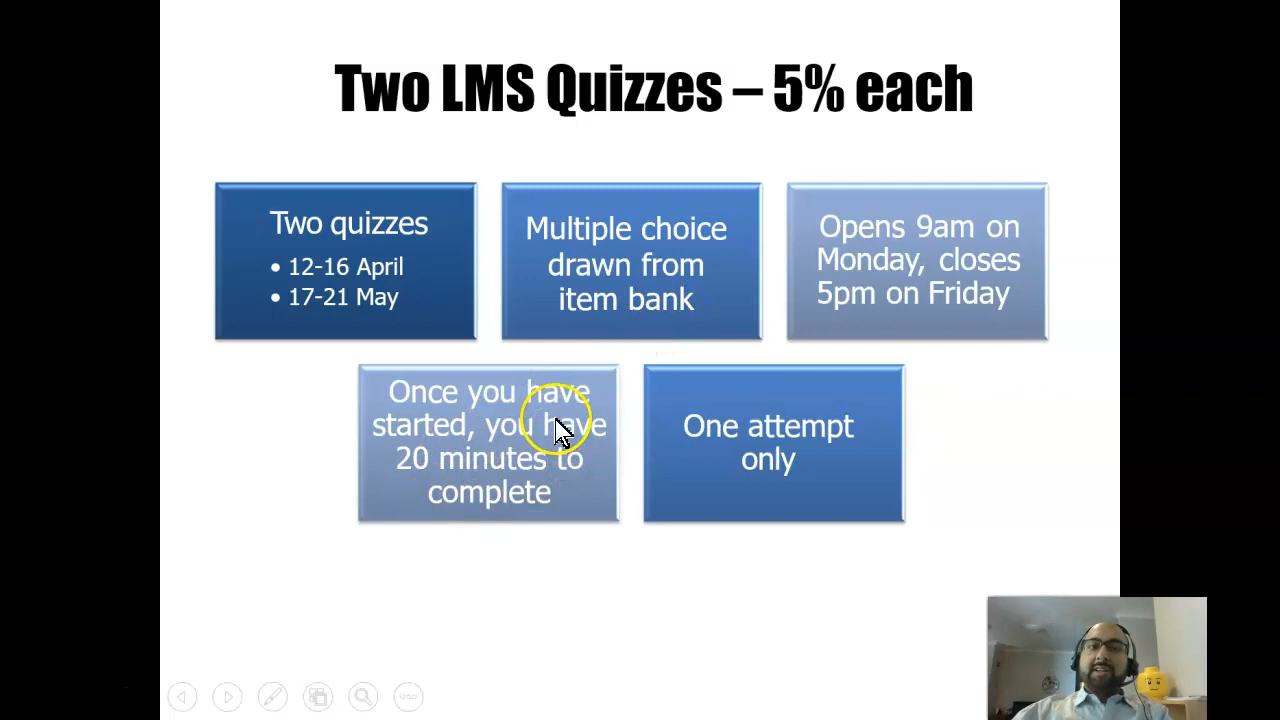 Two LMS Quizzes – 5% each
Two quizzes
• 12-16 April
• 17-21 May
Multiple choice
drawn from
item bank
Opens 9am on
Monday, closes
5pm on Friday
Once you have
started, you have
20 minutes to
complete
One attempt
only